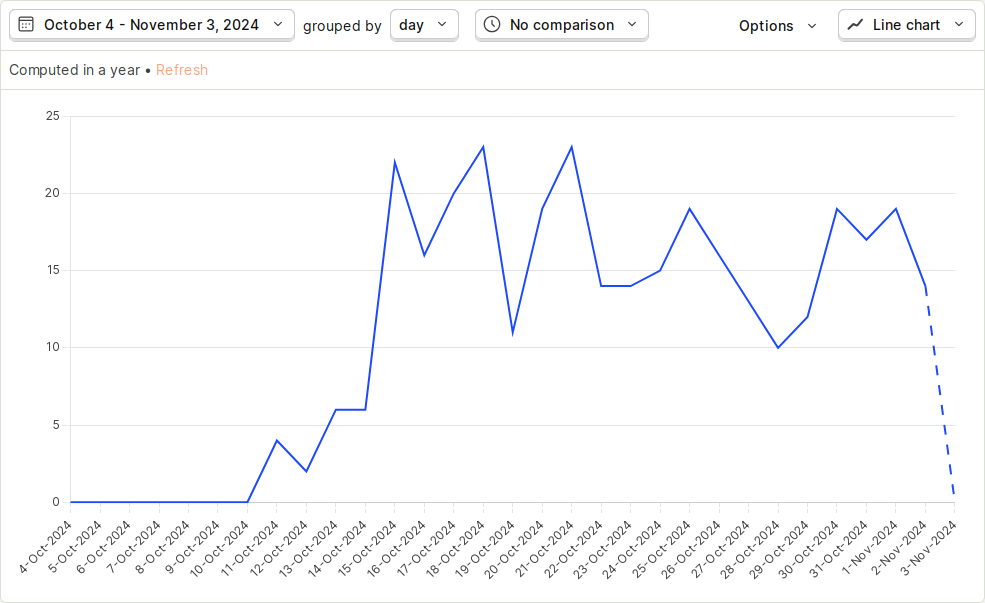 October 4 - November 3, 2024 grouped by day No comparison Options Line chart
Computed in a year • Refresh
25
20
15
10
5
0
4-Oct-2024
5-Oct-2024
6-Oct-2024
7-Oct-2024
8-Oct-2024
9-Oct-2024
10-Oct-2024
11-Oct-2024
12-Oct-2024
13-Oct-2024
14-Oct-2024
15-Oct-2024
16-Oct-2024
17-Oct-2024
18-Oct-2024
19-Oct-2024
20-Oct-2024
21-Oct-2024
22-Oct-2024
23-Oct-2024
24-Oct-2024
25-Oct-2024
26-Oct-2024
27-Oct-2024
28-Oct-2024
29-Oct-2024
30-Oct-2024
31-Oct-2024
1-Nov-2024
2-Nov-2024
3-Nov-2024